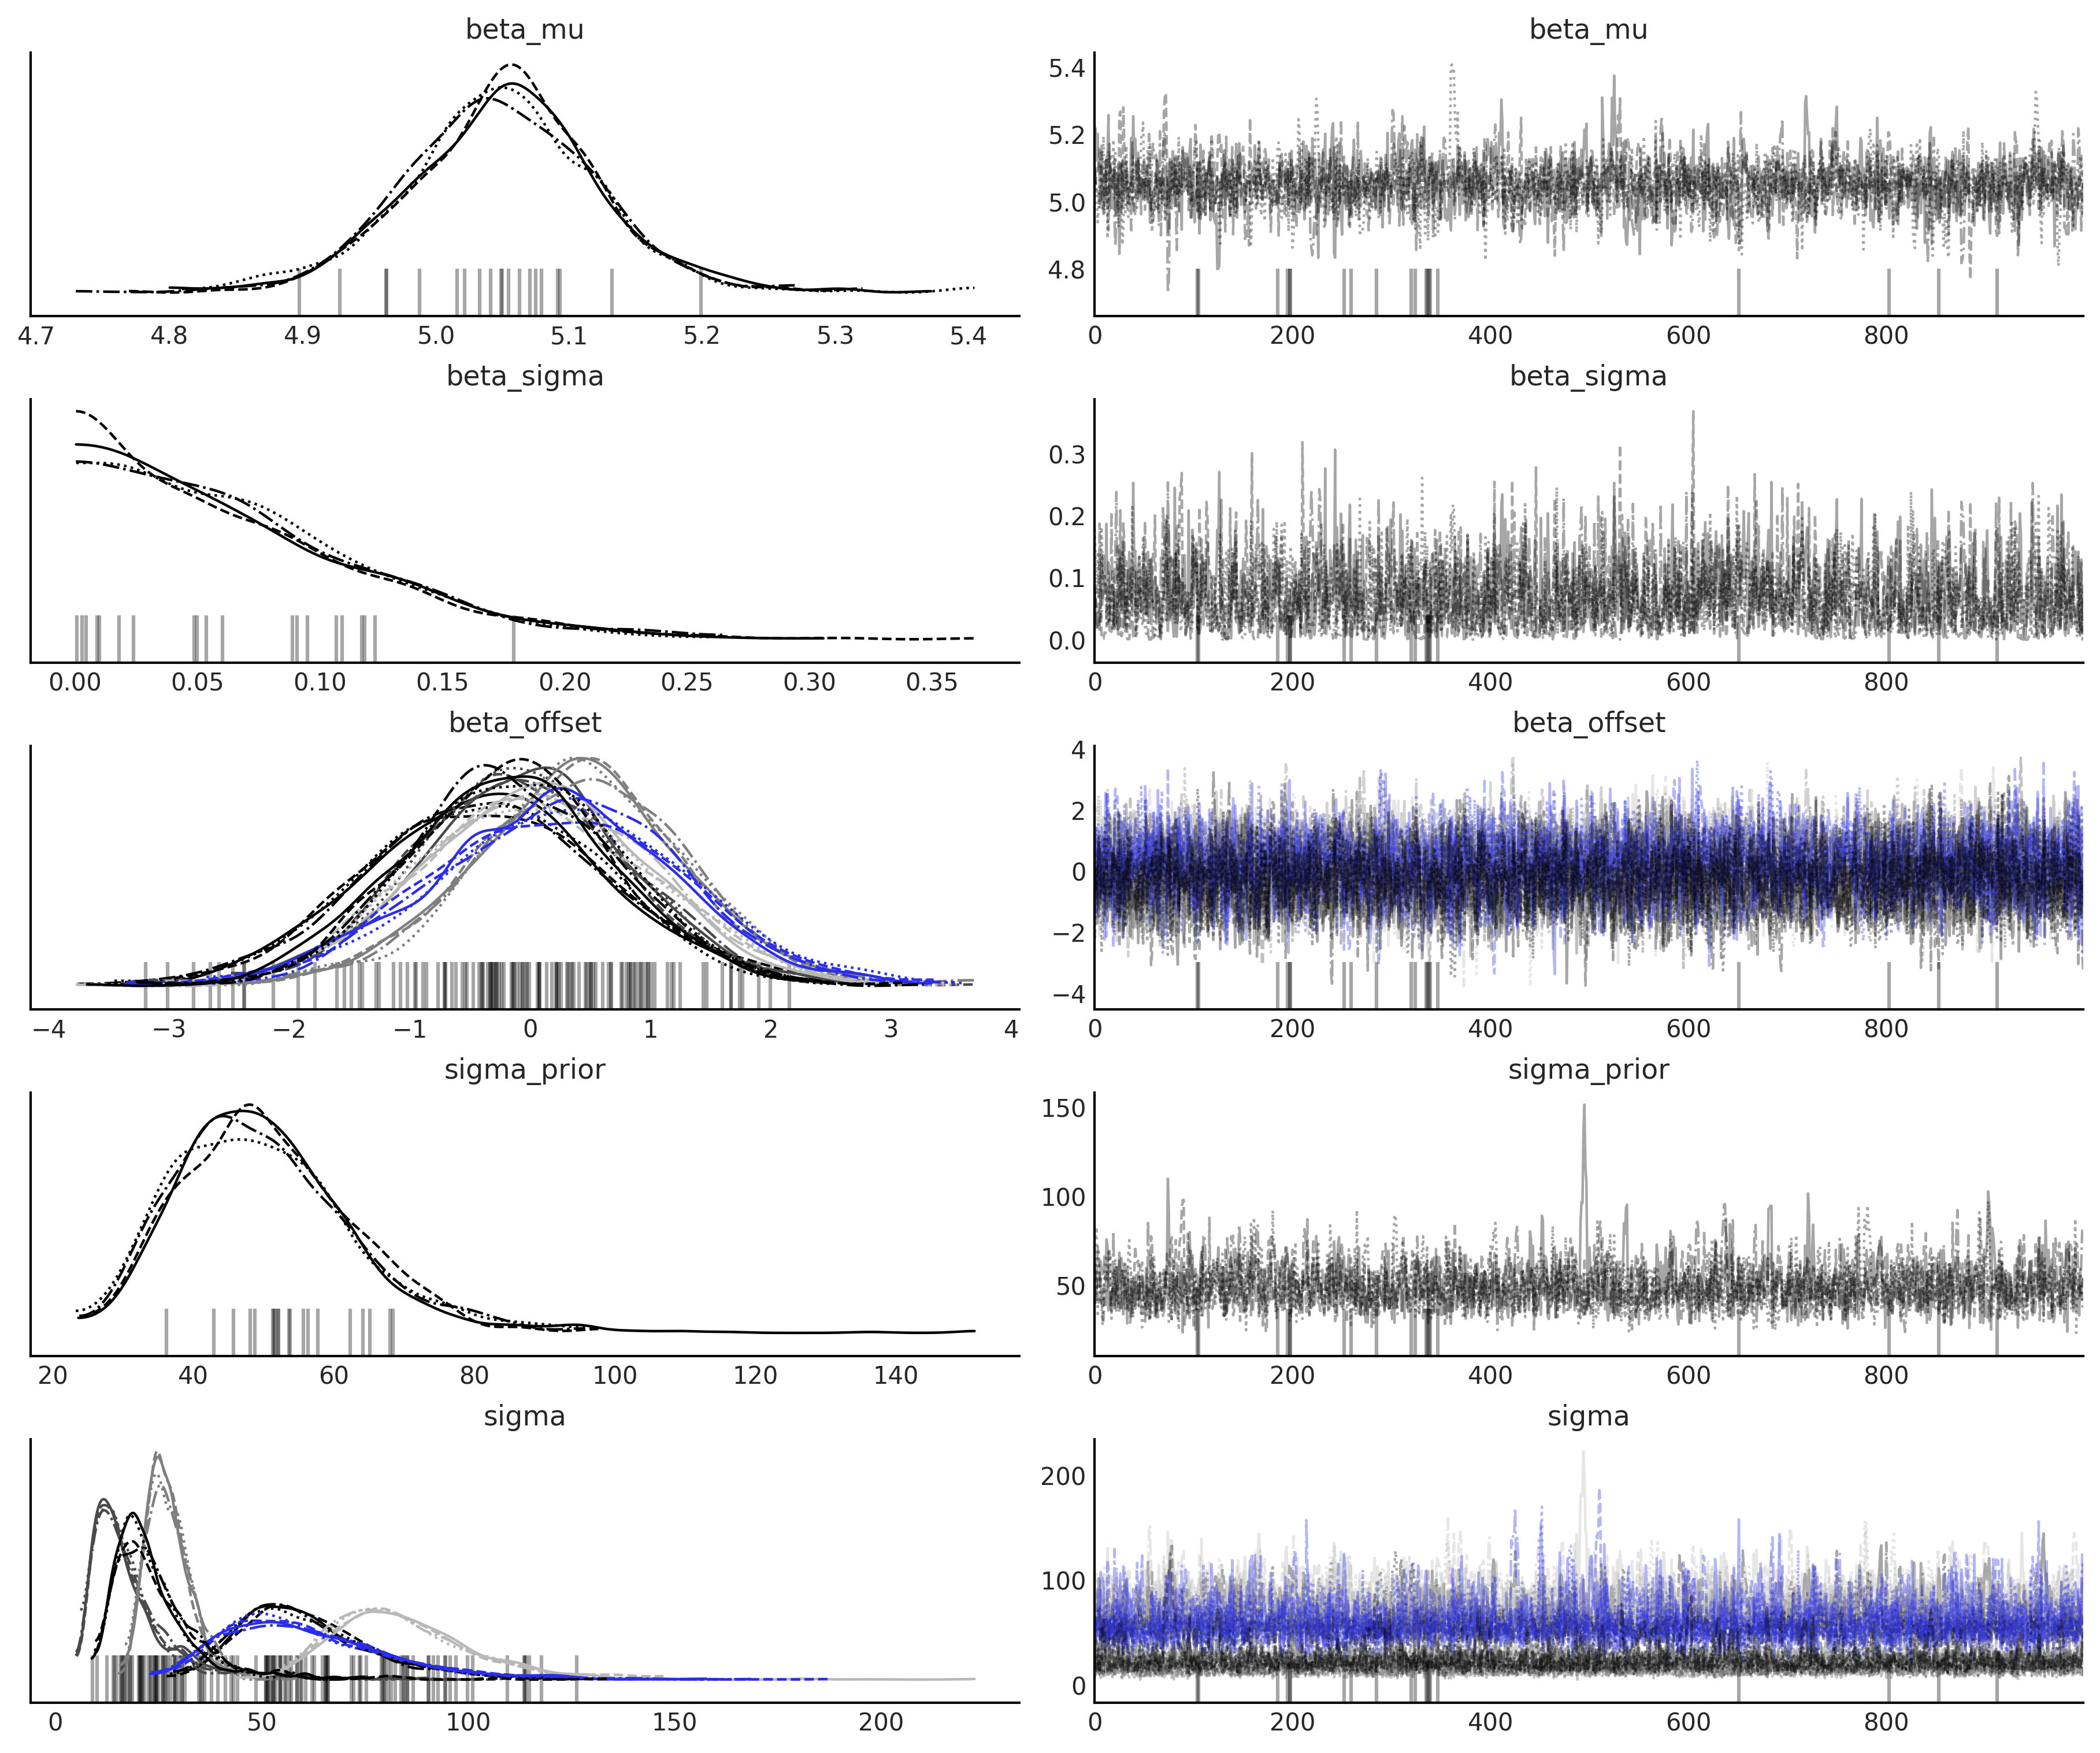 beta_mu beta_mu
5.4
5.2
5.0
4.8
4.7 4.8 4.9 5.0 5.1 5.2 5.3 5.4 0 200 400 600 800
beta_sigma beta_sigma
0.3
0.2
0.1
0.0
0.00 0.05 0.10 0.15 0.20 0.25 0.30 0.35 0 200 400 600 800
beta_offset beta_offset
4
2
0
−2
−4
−4 −3 −2 −1 0 1 2 3 4 0 200 400 600 800
sigma_prior sigma_prior
150
100
50
20 40 60 80 100 120 140 0 200 400 600 800
sigma sigma
200
100
0
0 50 100 150 200 0 200 400 600 800